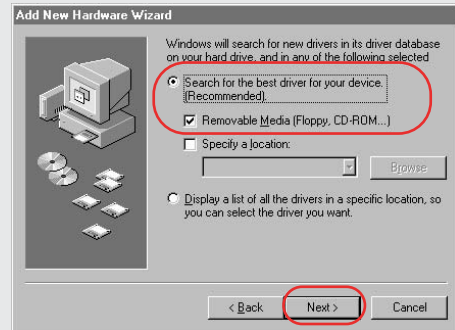 Add New Hardware Wizard
Windows will search for new drivers in its driver database
on your hard drive, and in any of the following selected
Search for the best driver for your device.
(Recommended).
Removable Media (Floppy, CD-ROM...)
Specify a location:
Browse
Display a list of all the drivers in a specific location, so
you can select the driver you want.
< Back
Next >
Cancel